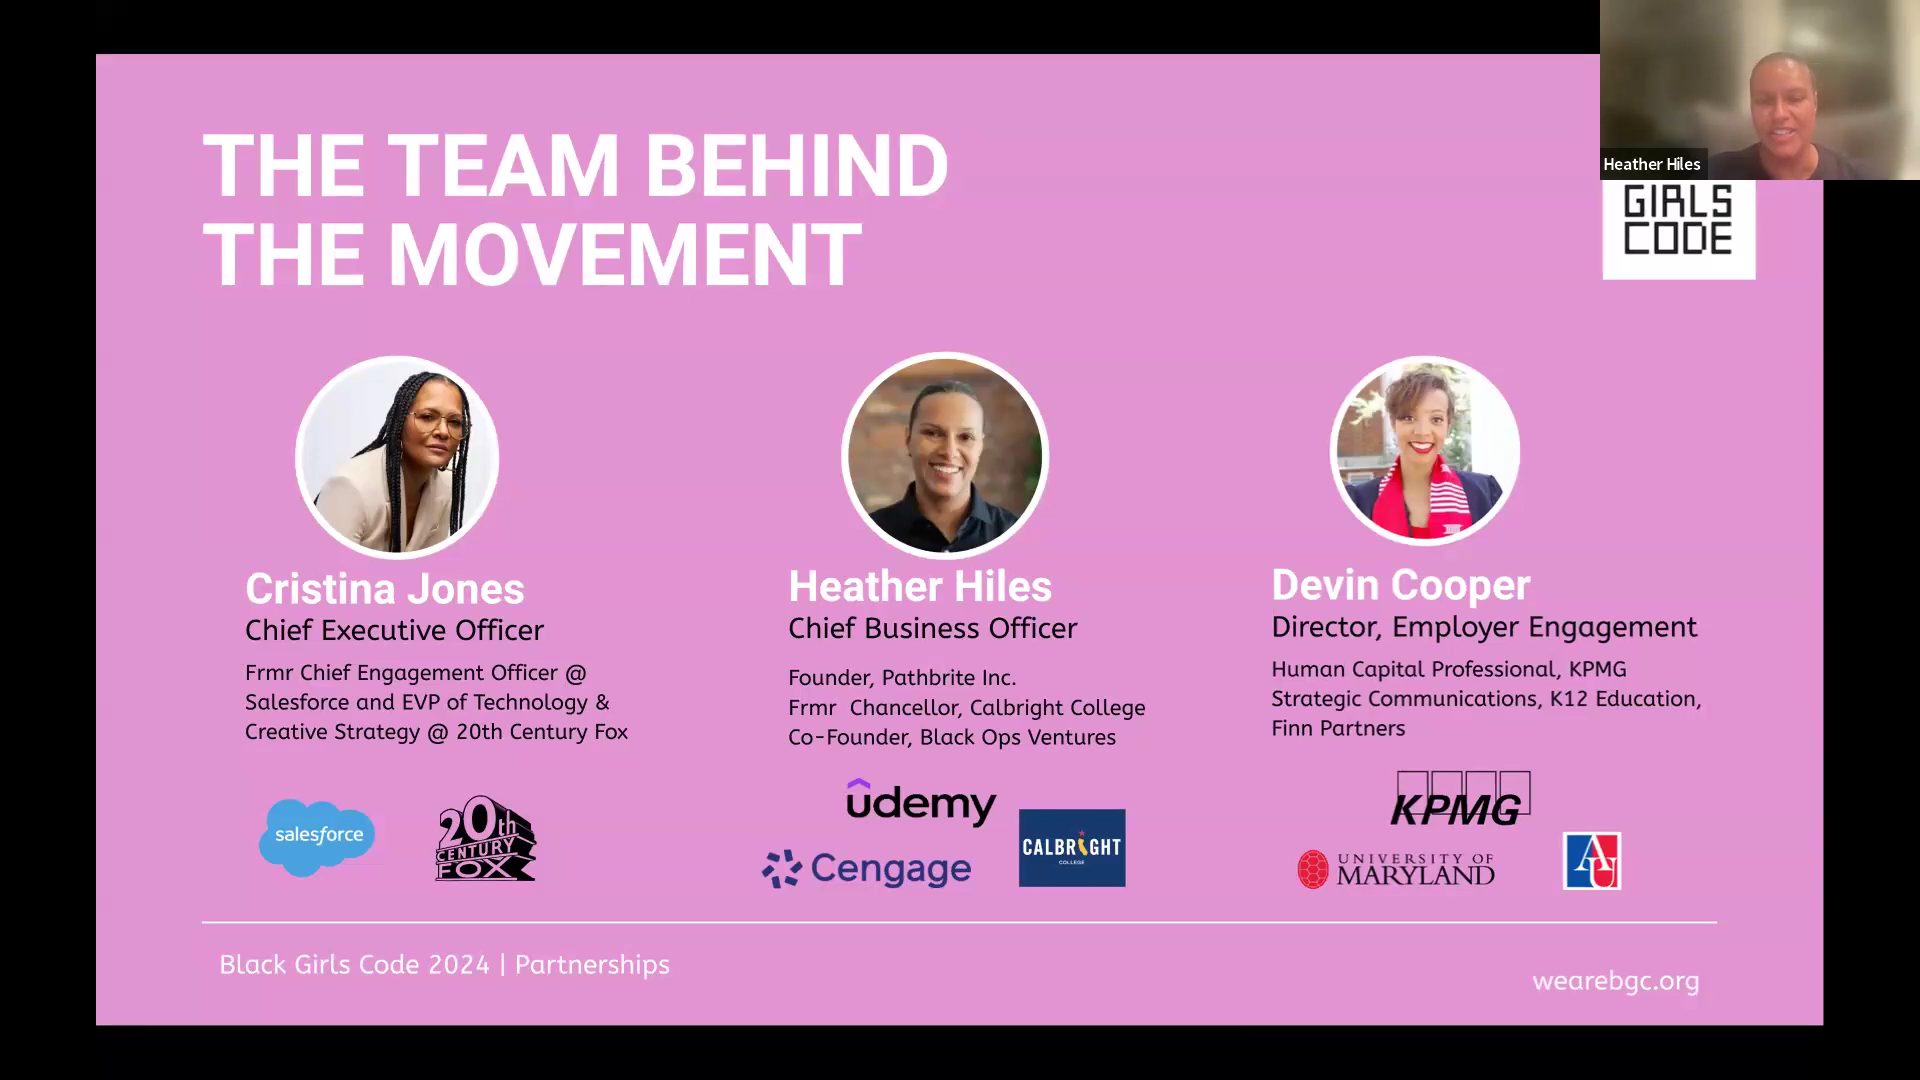 THE TEAM BEHIND
THE MOVEMENT
Heather Hiles
GIRLS
CODE
Cristina Jones
Chief Executive Officer
Frmr Chief Engagement Officer @
Salesforce and EVP of Technology &
Creative Strategy @ 20th Century Fox
salesforce
20th
CENTURY
FOX
Heather Hiles
Chief Business Officer
Founder, Pathbrite Inc.
Frmr Chancellor, Calbright College
Co-Founder, Black Ops Ventures
udemy
Cengage
CALBRIGHT
COLLEGE
Devin Cooper
Director, Employer Engagement
Human Capital Professional, KPMG
Strategic Communications, K12 Education,
Finn Partners
KPMG
UNIVERSITY OF
MARYLAND
AU
Black Girls Code 2024 | Partnerships
wearebgc.org